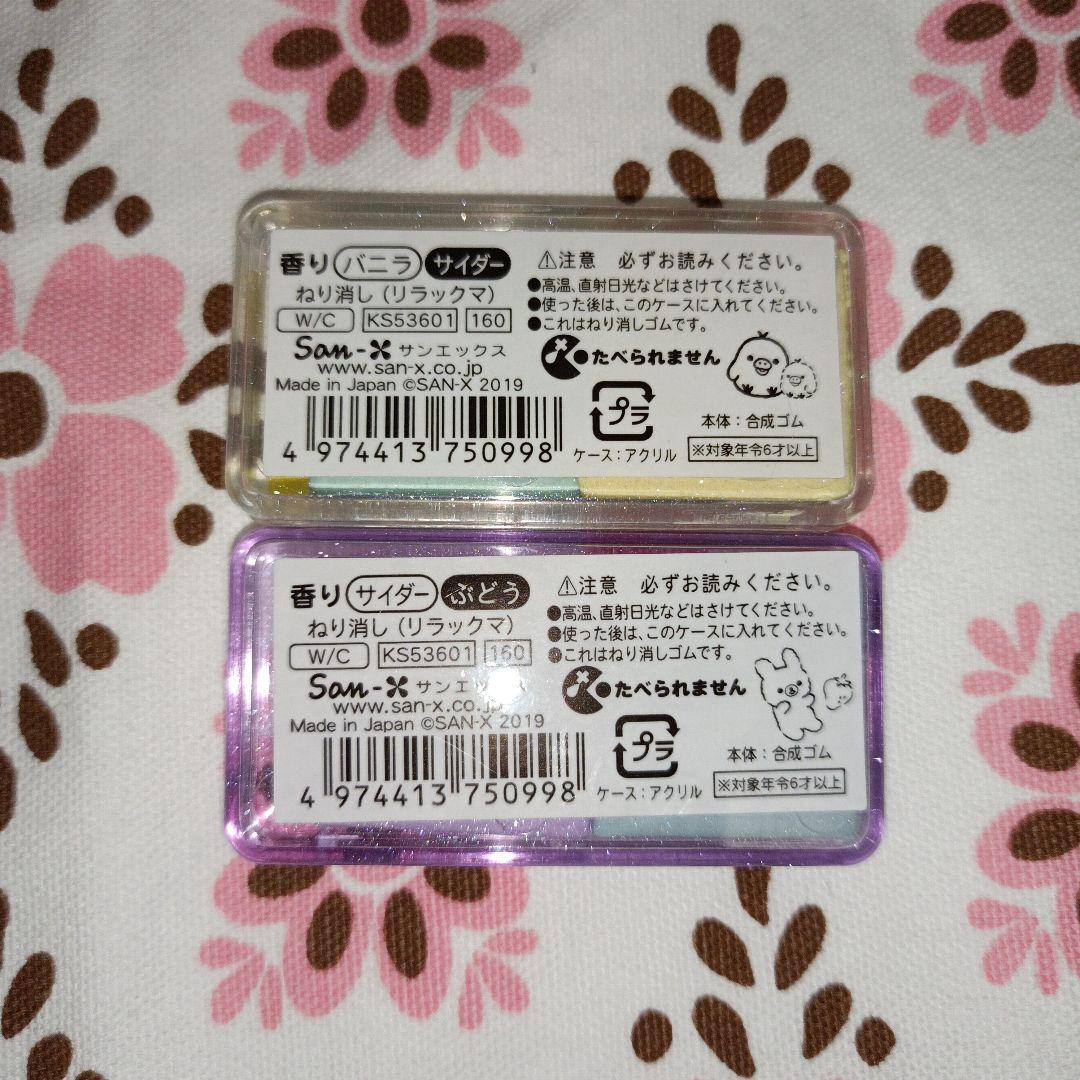 香り バニラ サイダー
ねり消し(リラックマ)
W/C KS53601 160
San-X サンエックス
www.san-x.co.jp
Made in Japan ©SAN-X 2019
4 974413 750998
⚠注意 必ずお読みください。
●高温、直射日光などはさけてください。
●使った後は、このケースに入れてください。
●これはねり消しゴムです。
たべられません
プラ
本体:合成ゴム
ケース:アクリル
※対象年令6才以上
香り サイダー ぶどう
ねり消し(リラックマ)
W/C KS53601 160
San-X サンエックス
www.san-x.co.jp
Made in Japan ©SAN-X 2019
4 974413 750998
⚠注意 必ずお読みください。
●高温、直射日光などはさけてください。
●使った後は、このケースに入れてください。
●これはねり消しゴムです。
たべられません
プラ
本体:合成ゴム
ケース:アクリル
※対象年令6才以上